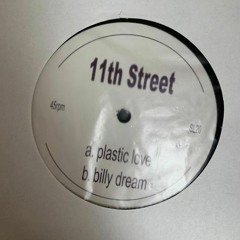 11th Street
45rpm
a. plastic love
b. billy dream